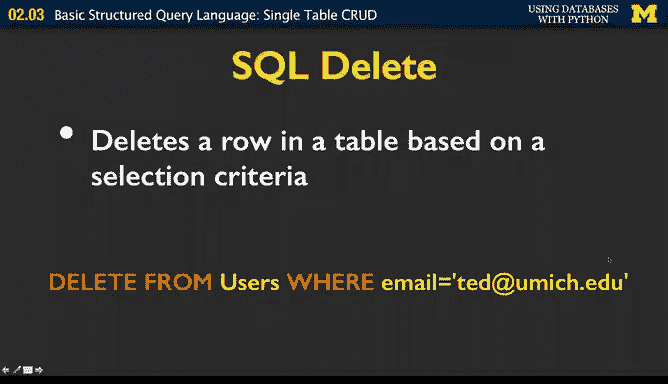 02.03 Basic Structured Query Language: Single Table CRUD
USING DATABASES
WITH PYTHON
M
SQL Delete
Deletes a row in a table based on a
selection criteria
DELETE FROM Users WHERE email='ted@umich.edu'